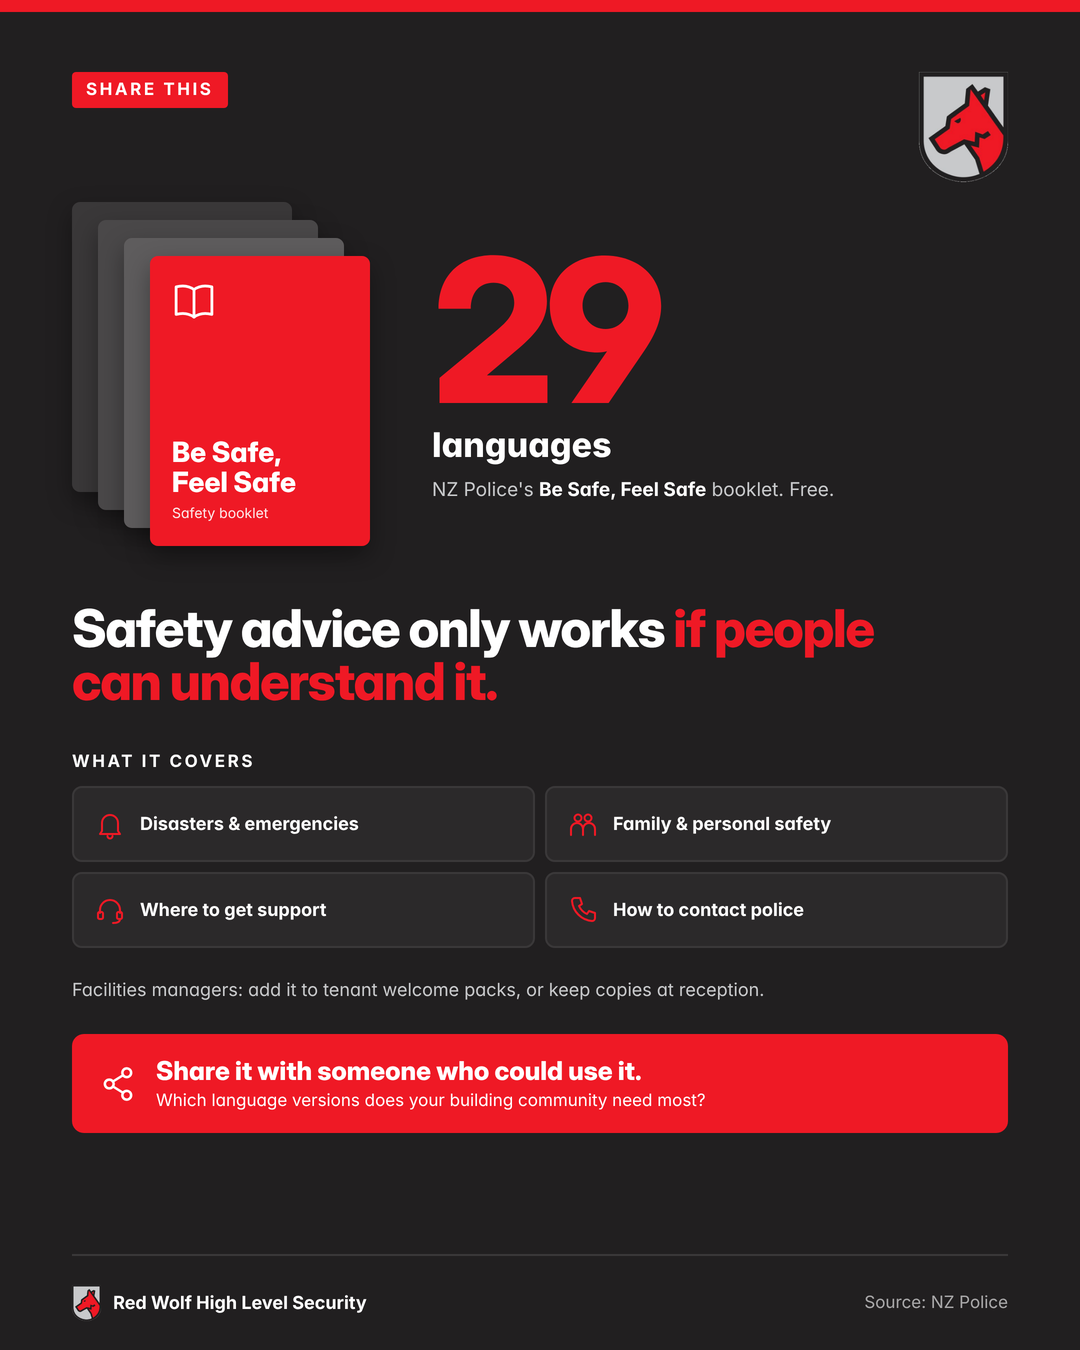 SHARE THIS
Be Safe,
Feel Safe
Safety booklet
29
languages
NZ Police's Be Safe, Feel Safe booklet. Free.
Safety advice only works if people
can understand it.
WHAT IT COVERS
Disasters & emergencies
Family & personal safety
Where to get support
How to contact police
Facilities managers: add it to tenant welcome packs, or keep copies at reception.
Share it with someone who could use it.
Which language versions does your building community need most?
Red Wolf High Level Security
Source: NZ Police